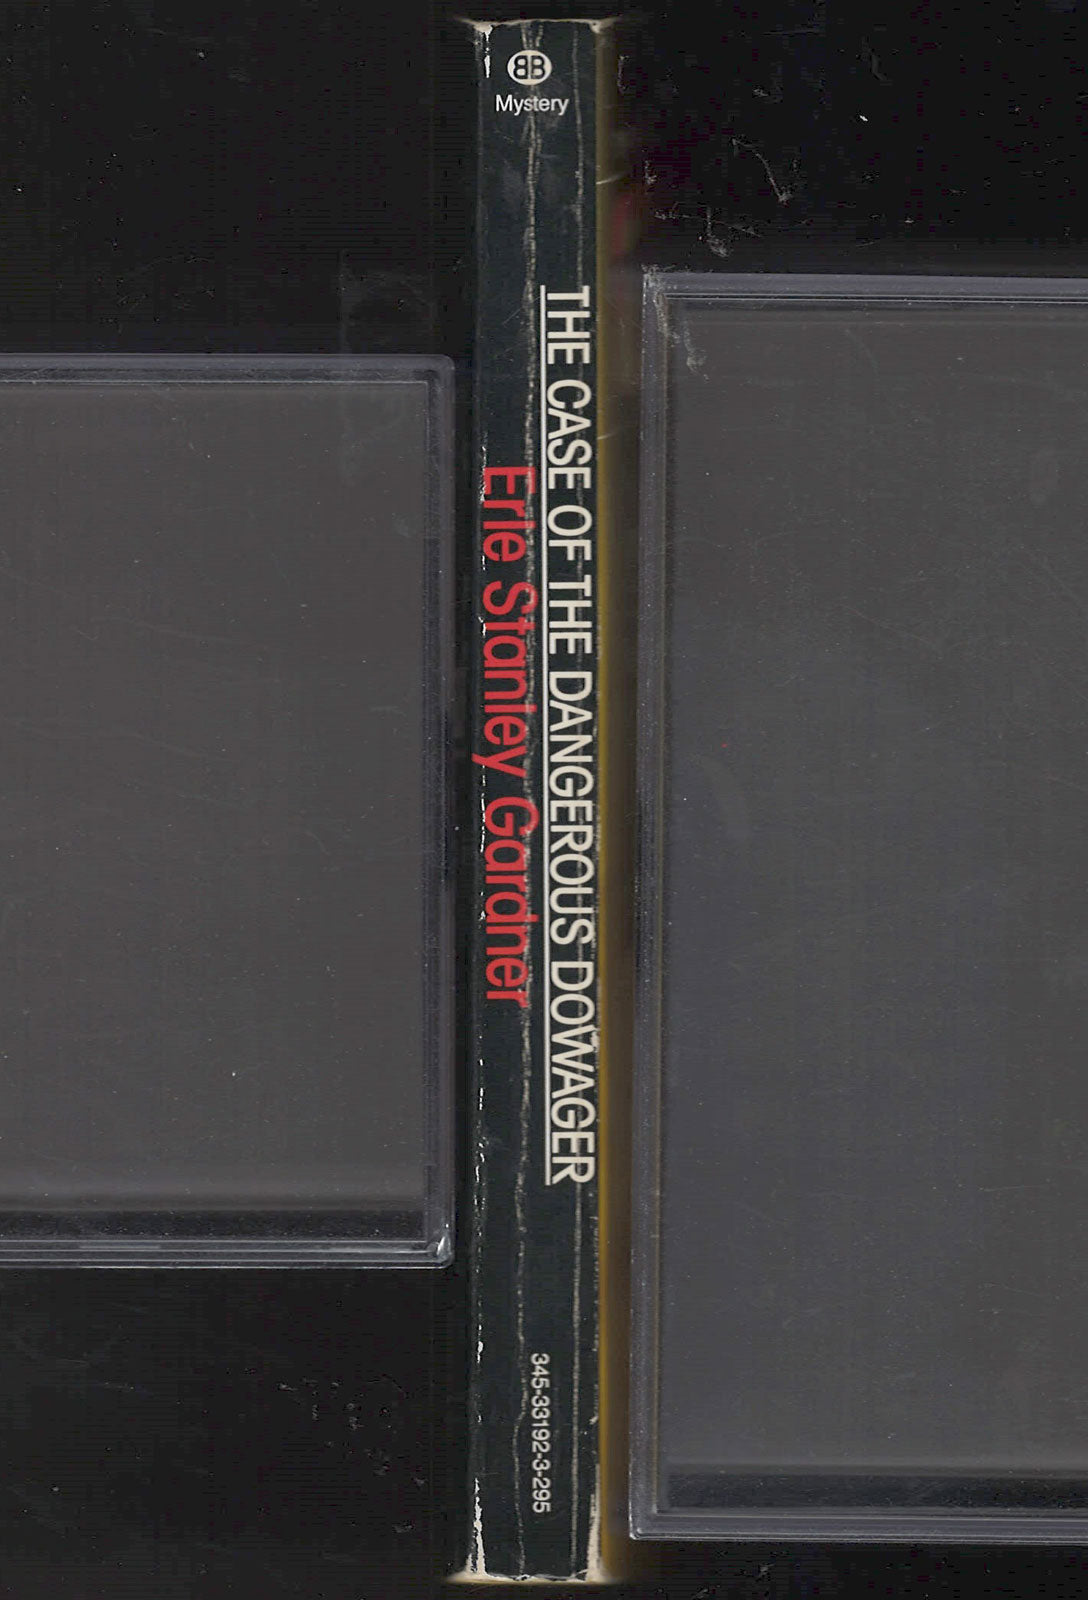 BB
Mystery
THE CASE OF THE DANGEROUS DOWAGER
Erle Stanley Gardner
345-33192-3-295